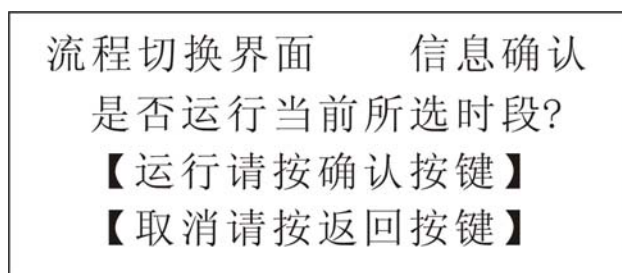 流程切换界面 信息确认
是否运行当前所选时段?
【运行请按确认按键】
【取消请按返回按键】